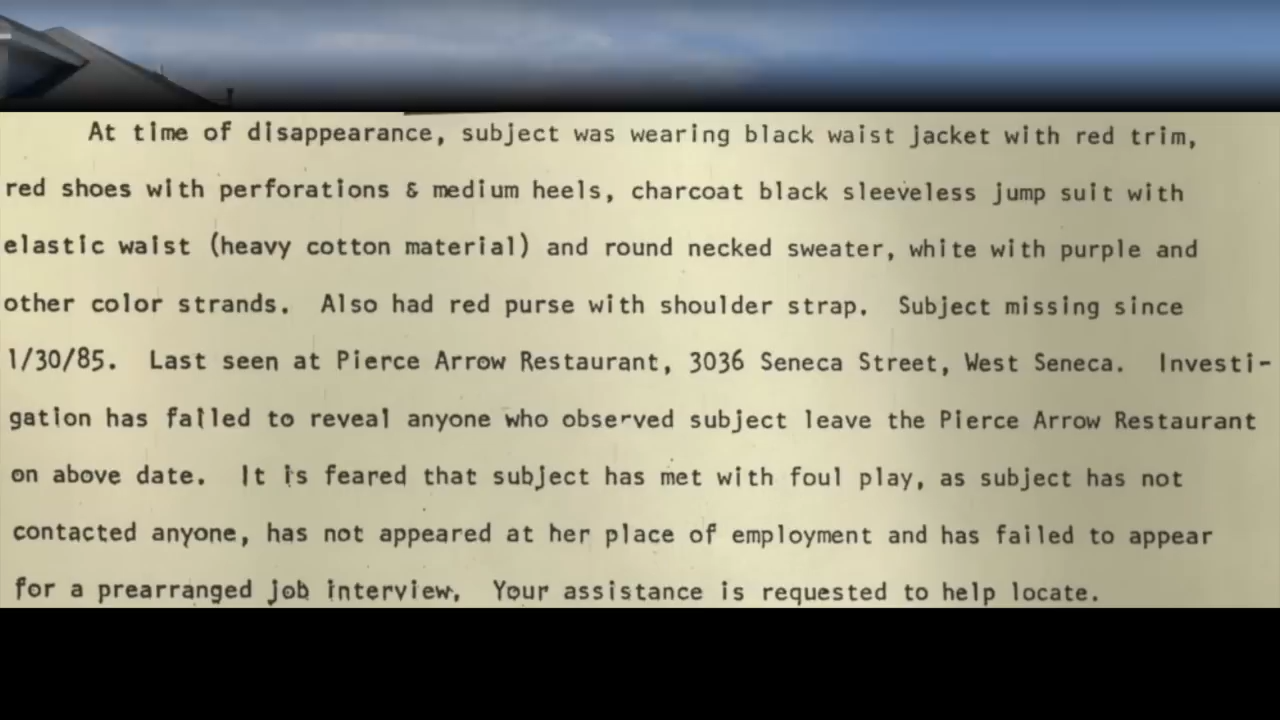 At time of disappearance, subject was wearing black waist jacket with red trim,
red shoes with perforations & medium heels, charcoat black sleeveless jump suit with
elastic waist (heavy cotton material) and round necked sweater, white with purple and
other color strands. Also had red purse with shoulder strap. Subject missing since
1/30/85. Last seen at Pierce Arrow Restaurant, 3036 Seneca Street, West Seneca. Investi-
gation has failed to reveal anyone who observed subject leave the Pierce Arrow Restaurant
on above date. It is feared that subject has met with foul play, as subject has not
contacted anyone, has not appeared at her place of employment and has failed to appear
for a prearranged job interview. Your assistance is requested to help locate.